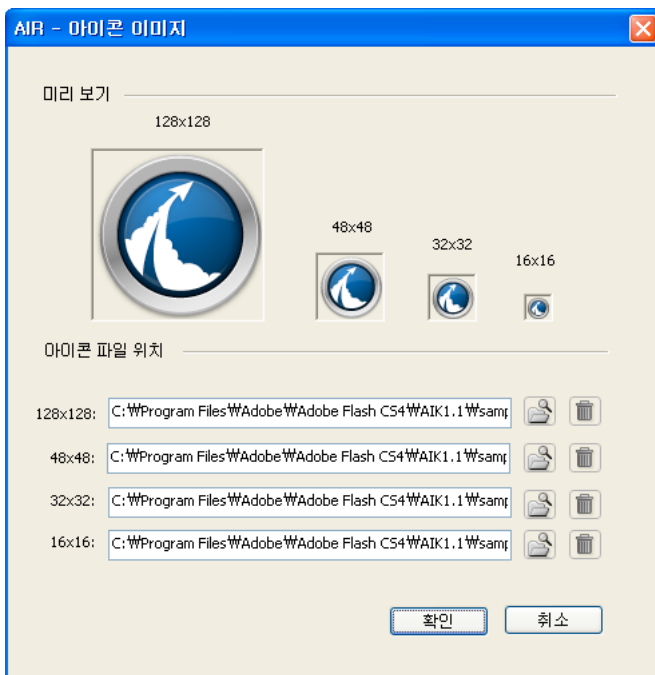 AIR - 아이콘 이미지
미리 보기
128x128
48x48
32x32
16x16
아이콘 파일 위치
128x128: C:₩Program Files₩Adobe₩Adobe Flash CS4₩AIK1.1₩samp
48x48: C:₩Program Files₩Adobe₩Adobe Flash CS4₩AIK1.1₩samp
32x32: C:₩Program Files₩Adobe₩Adobe Flash CS4₩AIK1.1₩samp
16x16: C:₩Program Files₩Adobe₩Adobe Flash CS4₩AIK1.1₩samp
확인 취소